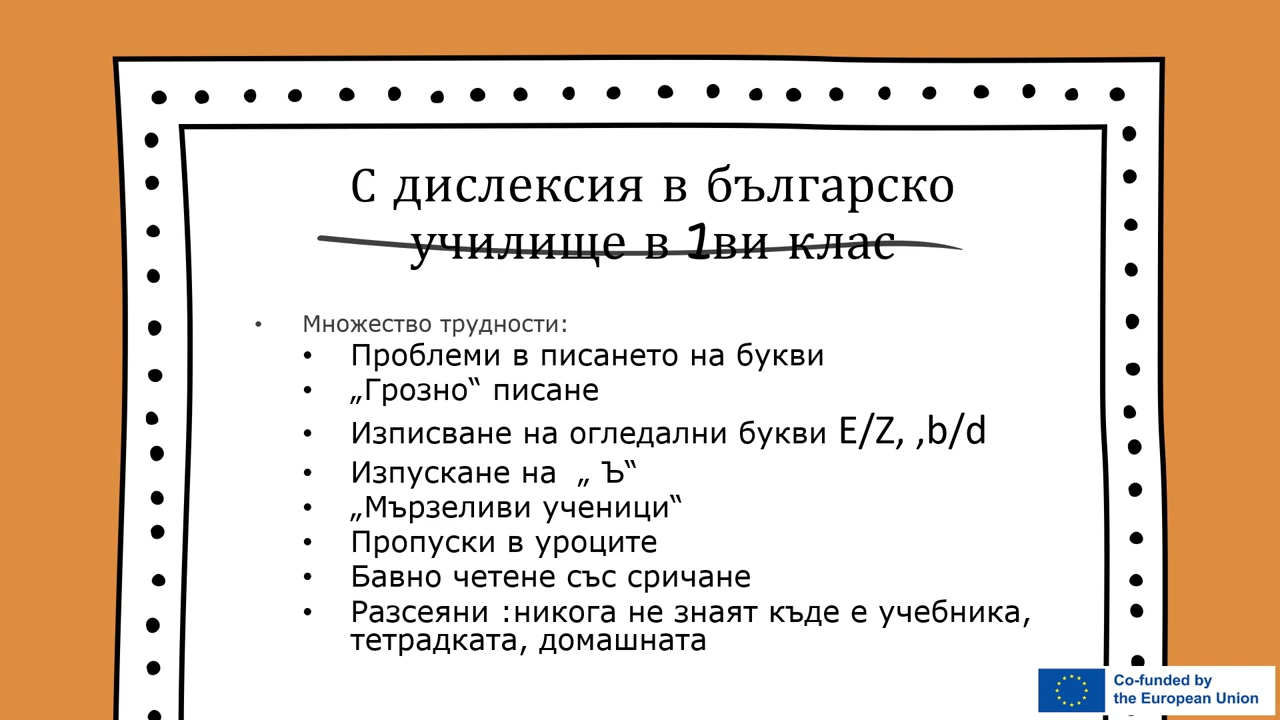 С дислексия в българско
училище в 1ви клас
• Множество трудности:
• Проблеми в писането на букви
• „Грозно“ писане
• Изписване на огледални букви E/Z, ,b/d
• Изпускане на „ Ъ“
• „Мързеливи ученици“
• Пропуски в уроците
• Бавно четене със сричане
• Разсеяни :никога не знаят къде е учебника,
тетрадката, домашната
Co-funded by
the European Union